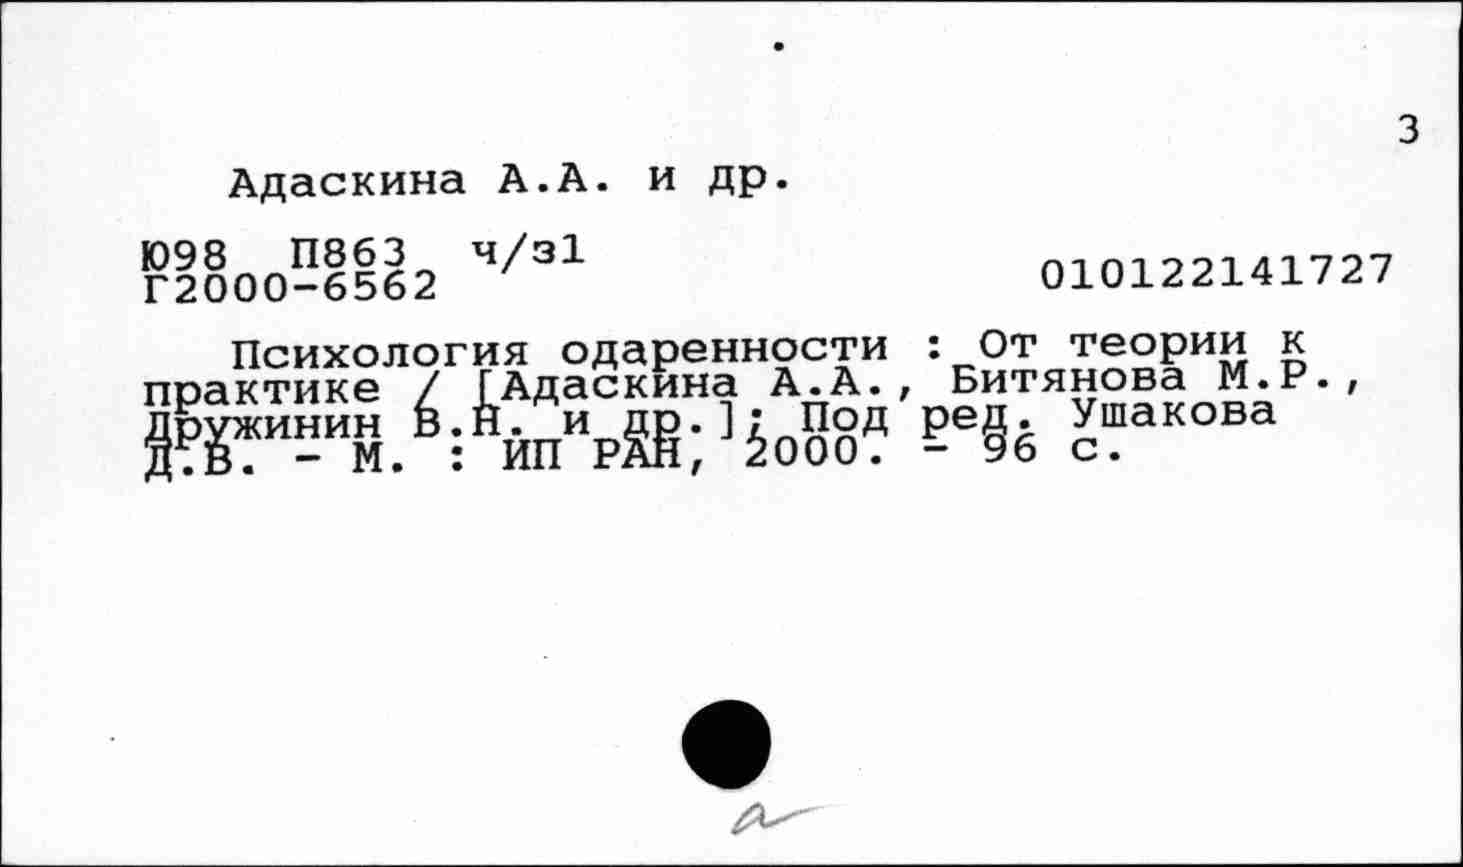 3
Адаскина А.А. и др.
Ю98 П863 ч/з1
Г2000-6562 010122141727
Психология одаренности : От теории к
практике / [Адаскина А.А., Битянова М.Р.,
Дружинин В.Н. и др.]; Под ред. Ушакова
Д.В. - М. : ИП РАН, 2000. - 96 с.
а